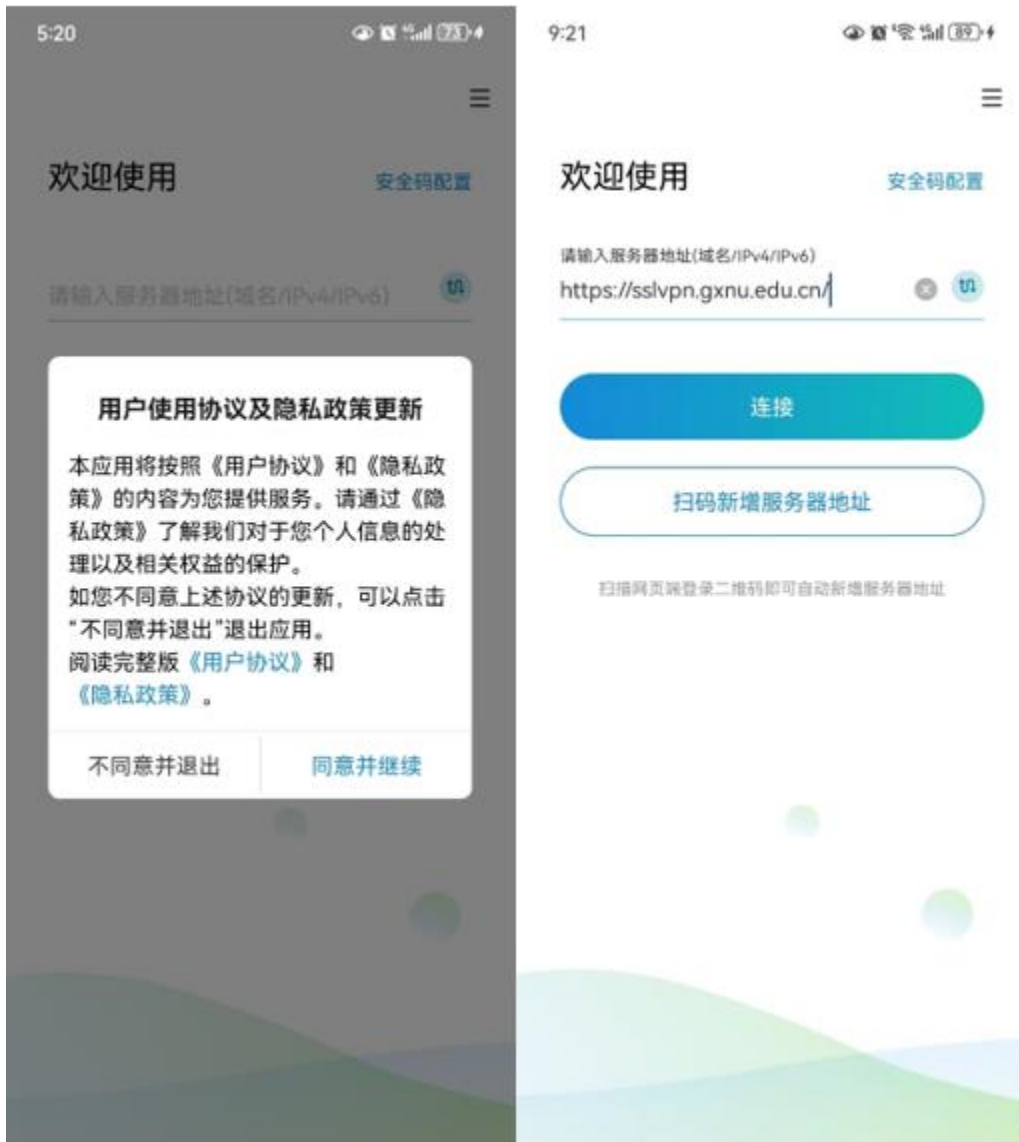 5:20
73
欢迎使用
安全码配置
请输入服务器地址(域名/IPv4/IPv6)
用户使用协议及隐私政策更新
本应用将按照《用户协议》和《隐私政
策》的内容为您提供服务。请通过《隐
私政策》了解我们对于您个人信息的处
理以及相关权益的保护。
如您不同意上述协议的更新，可以点击
“不同意并退出”退出应用。
阅读完整版《用户协议》和
《隐私政策》。
不同意并退出
同意并继续
9:21
89
欢迎使用
安全码配置
请输入服务器地址(域名/IPv4/IPv6)
https://sslvpn.gxnu.edu.cn/
连接
扫码新增服务器地址
扫描网页端登录二维码即可自动新增服务器地址